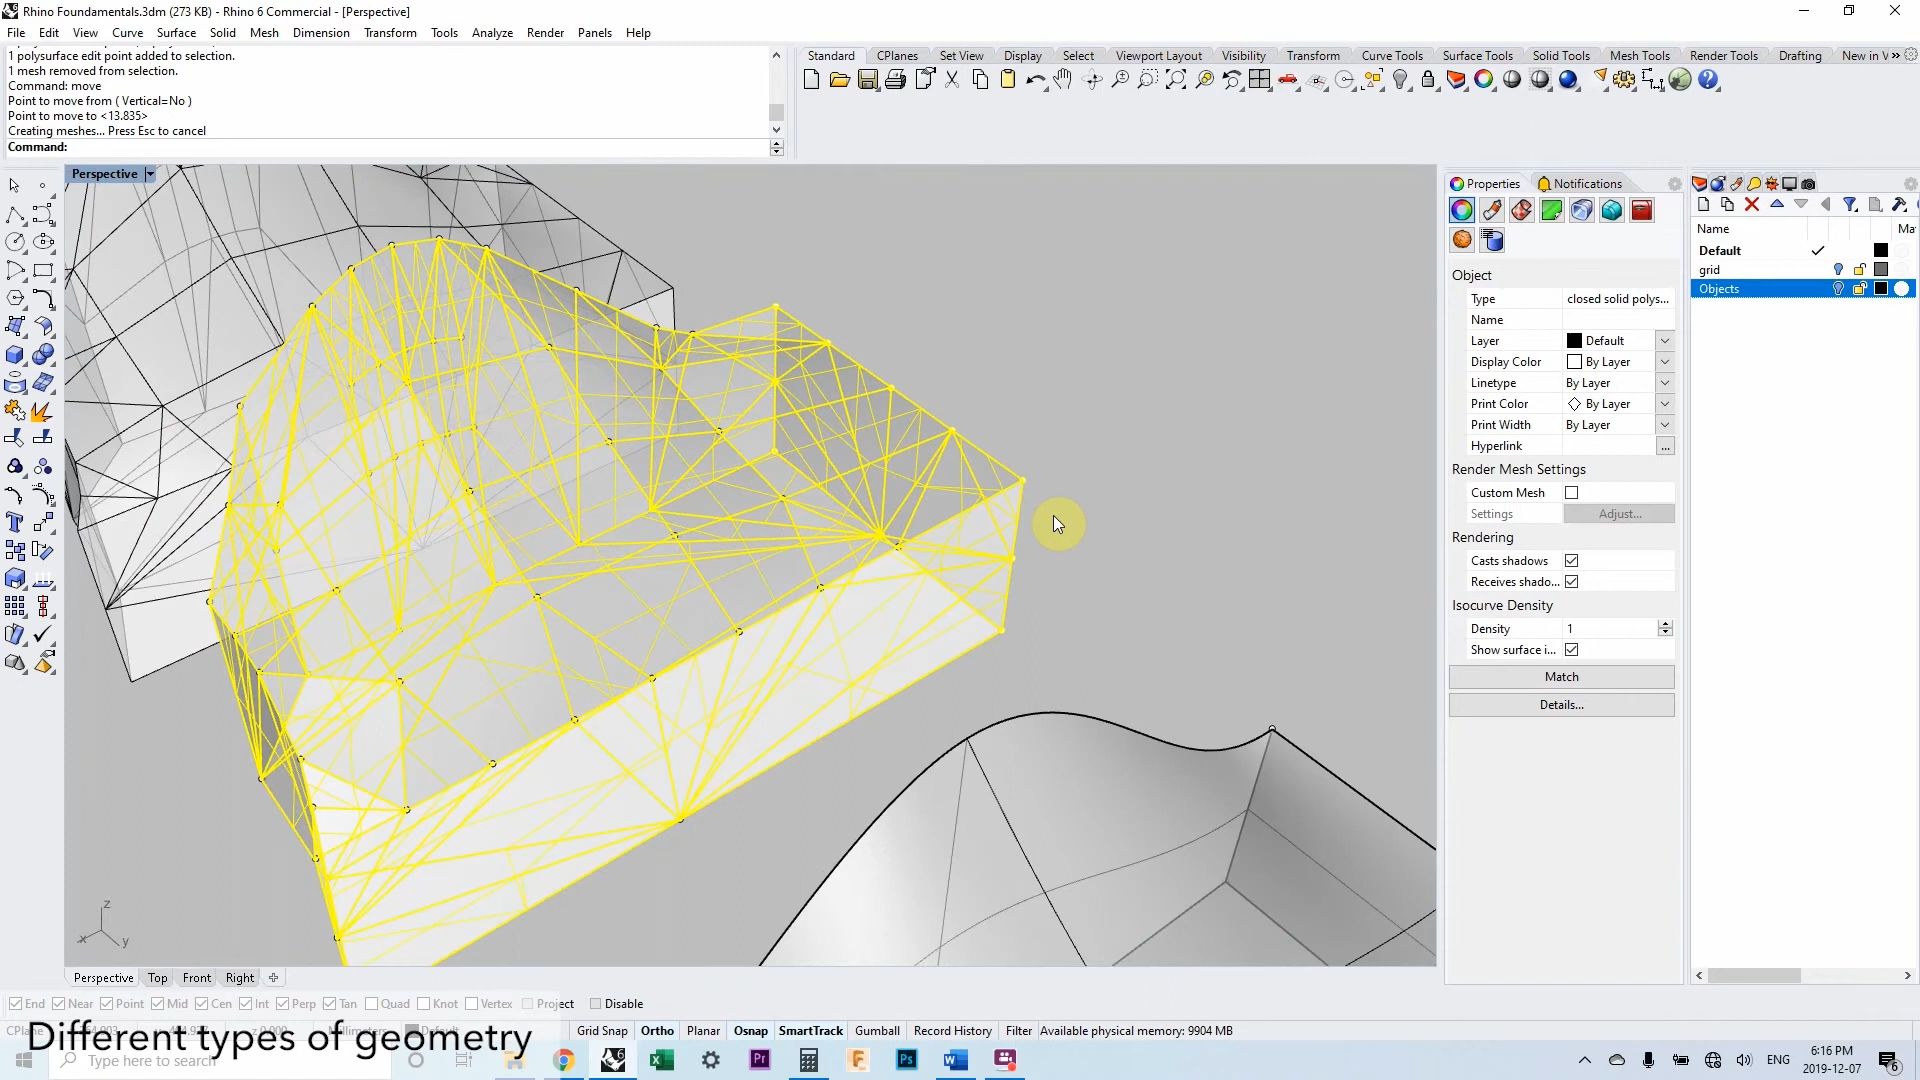 Rhino Foundamentals.3dm (273 KB) - Rhino 6 Commercial - [Perspective]
File Edit View Curve Surface Solid Mesh Dimension Transform Tools Analyze Render Panels Help
1 polysurface edit point added to selection.
1 mesh removed from selection.
Command: move
Point to move from ( Vertical=No )
Point to move to <13.835>
Creating meshes... Press Esc to cancel
Command:
Standard CPlanes Set View Display Select Viewport Layout Visibility Transform Curve Tools Surface Tools Solid Tools Mesh Tools Render Tools Drafting New in V
Perspective
Properties Notifications
Object
Type closed solid polys...
Name
Layer Default
Display Color By Layer
Linetype By Layer
Print Color By Layer
Print Width By Layer
Hyperlink ...
Render Mesh Settings
Custom Mesh
Settings Adjust...
Rendering
Casts shadows
Receives shado...
Isocurve Density
Density 1
Show surface i...
Match
Details...
Name Ma
Default
grid
Objects
z
x y
Perspective Top Front Right
End Near Point Mid Cen Int Perp Tan Quad Knot Vertex Project Disable
CPlane Millimeters Default Grid Snap Ortho Planar Osnap SmartTrack Gumball Record History Filter Available physical memory: 9904 MB
Different types of geometry
Type here to search
ENG
6:16 PM
2019-12-07
6